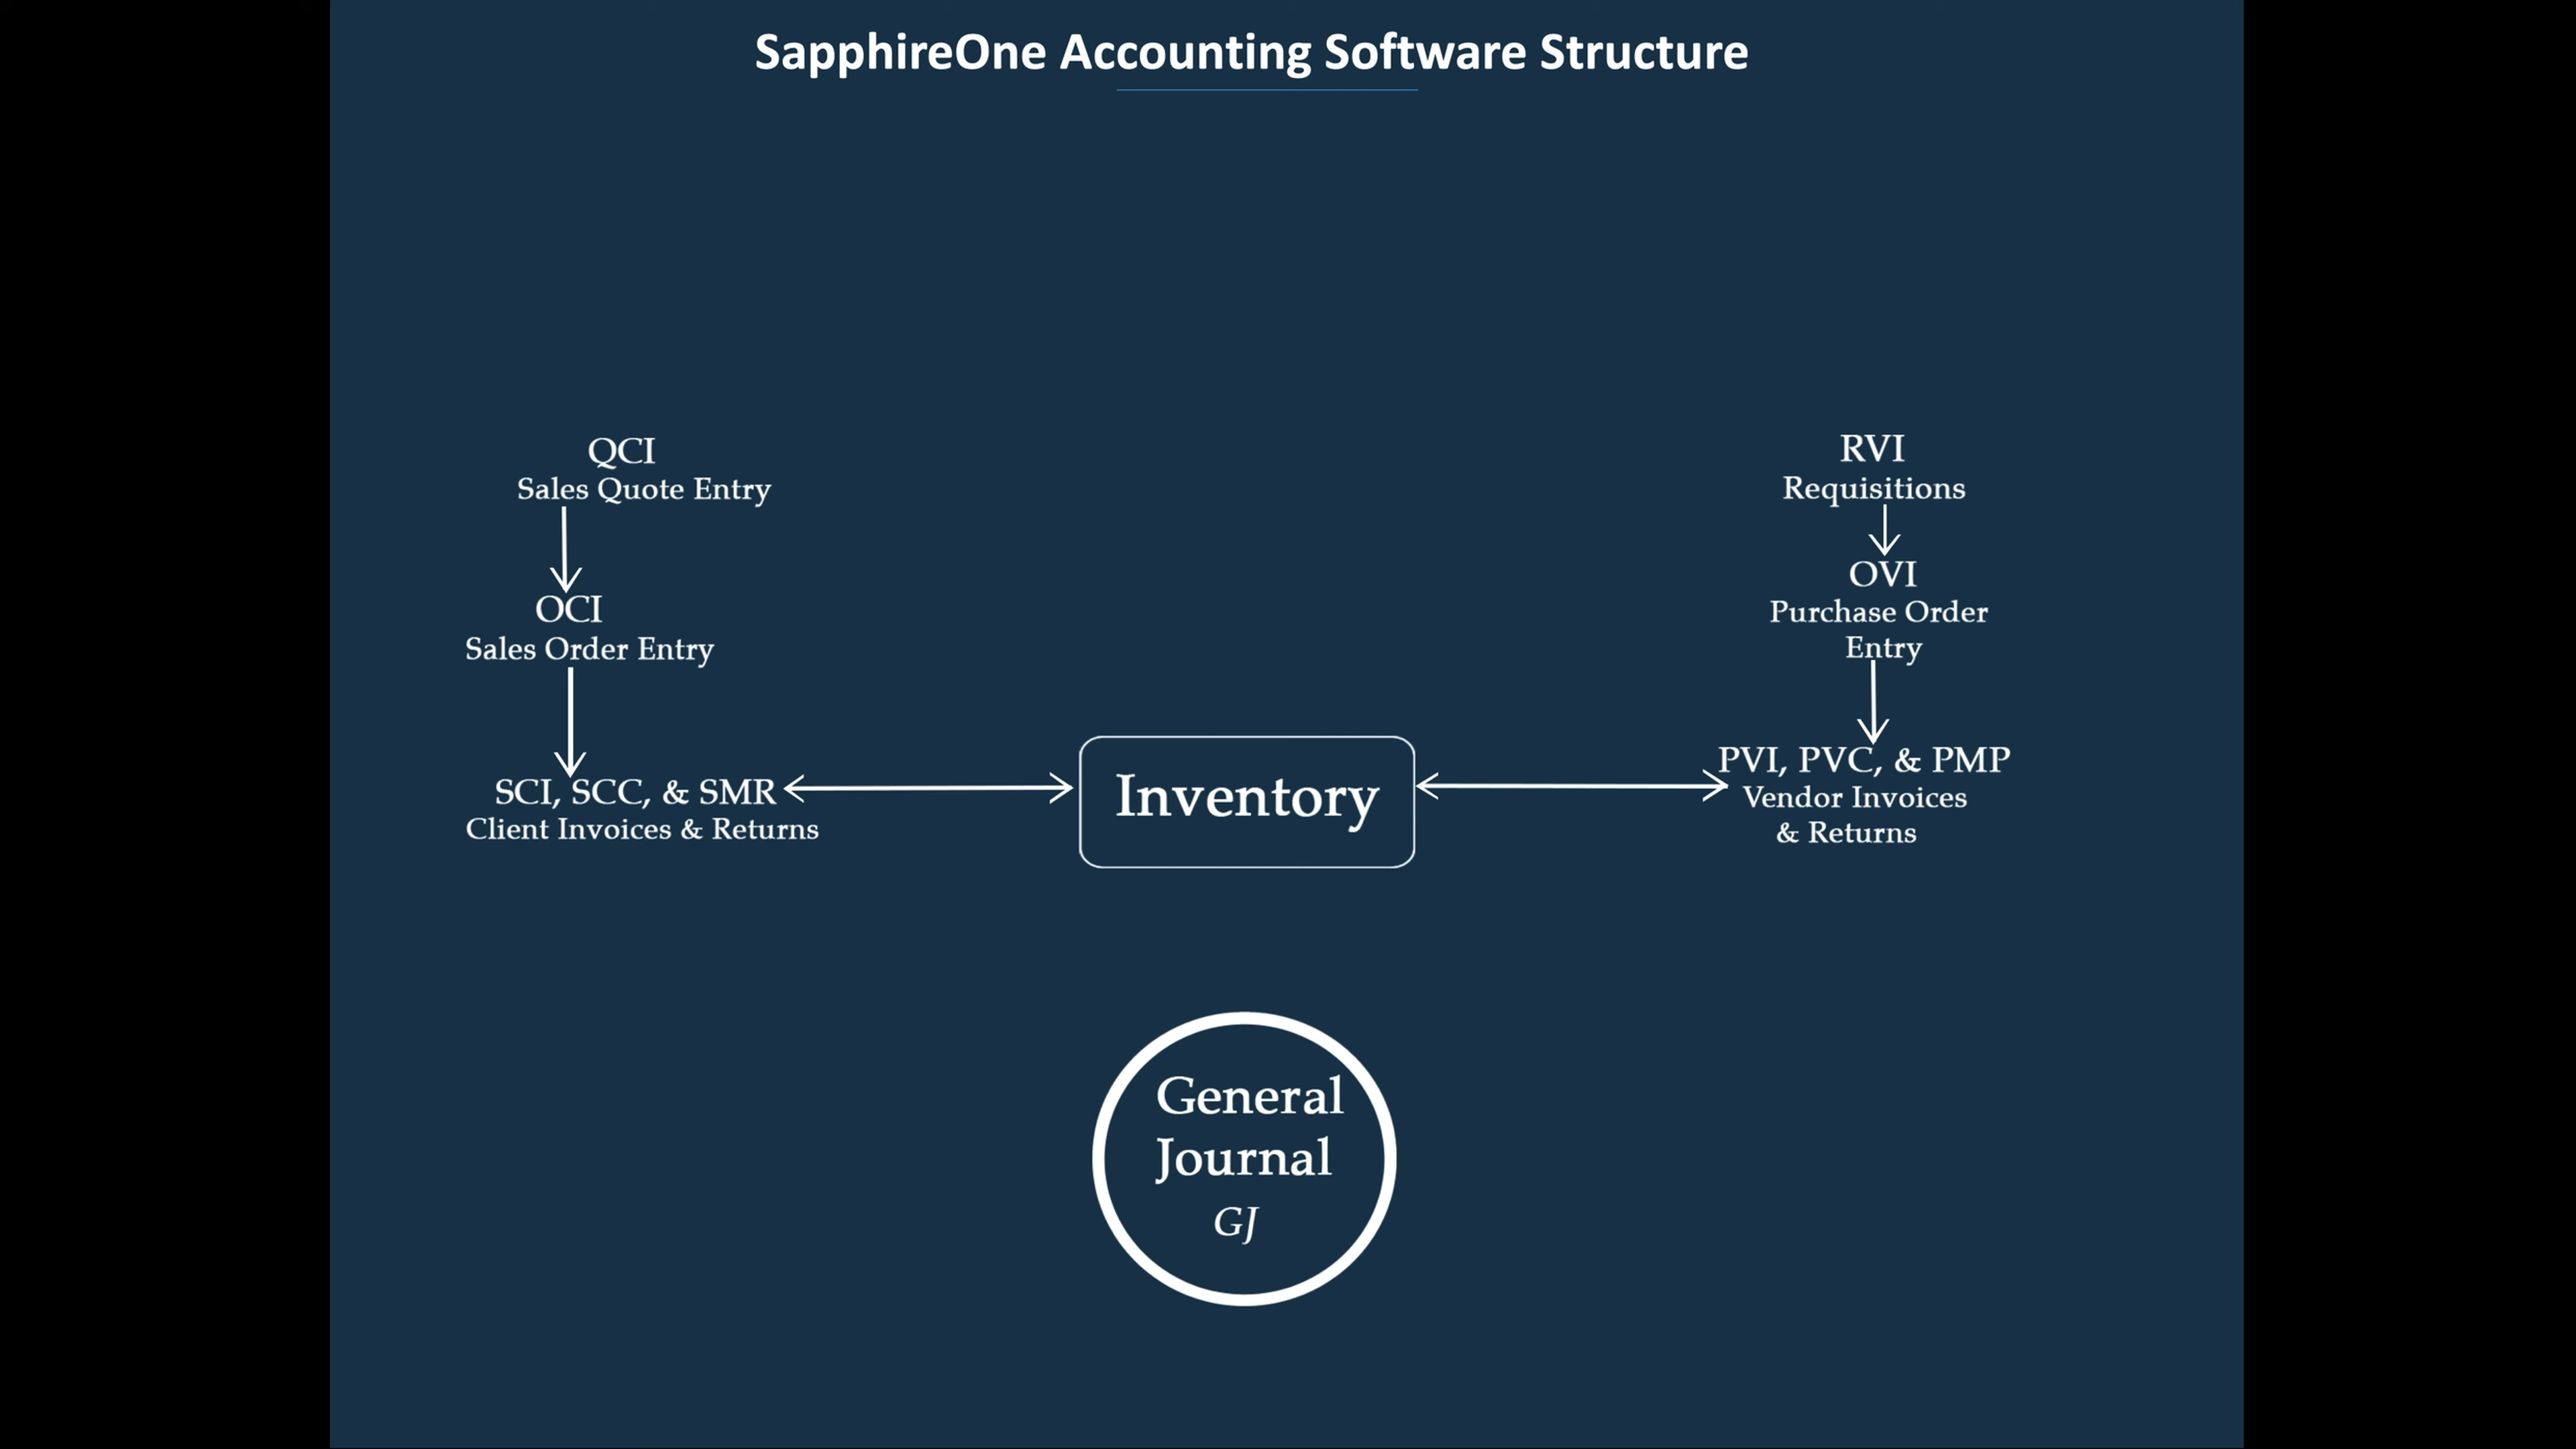 SapphireOne Accounting Software Structure
QCI
Sales Quote Entry
OCI
Sales Order Entry
SCI, SCC, & SMR
Client Invoices & Returns
Inventory
RVI
Requisitions
OVI
Purchase Order
Entry
PVI, PVC, & PMP
Vendor Invoices
& Returns
General
Journal
GJ